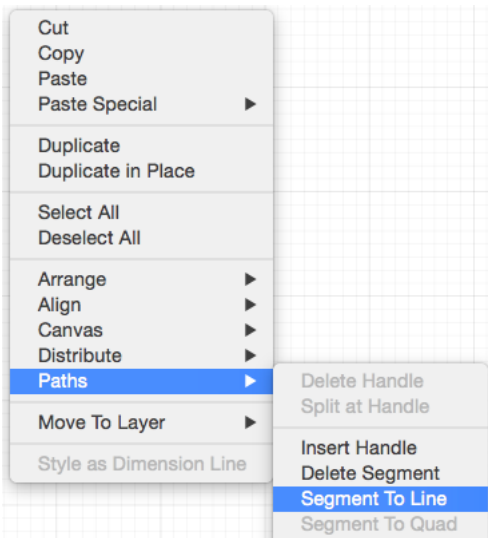 Cut
Copy
Paste
Paste Special
Duplicate
Duplicate in Place
Select All
Deselect All
Arrange
Align
Canvas
Distribute
Paths
Move To Layer
Style as Dimension Line
Delete Handle
Split at Handle
Insert Handle
Delete Segment
Segment To Line
Segment To Quad